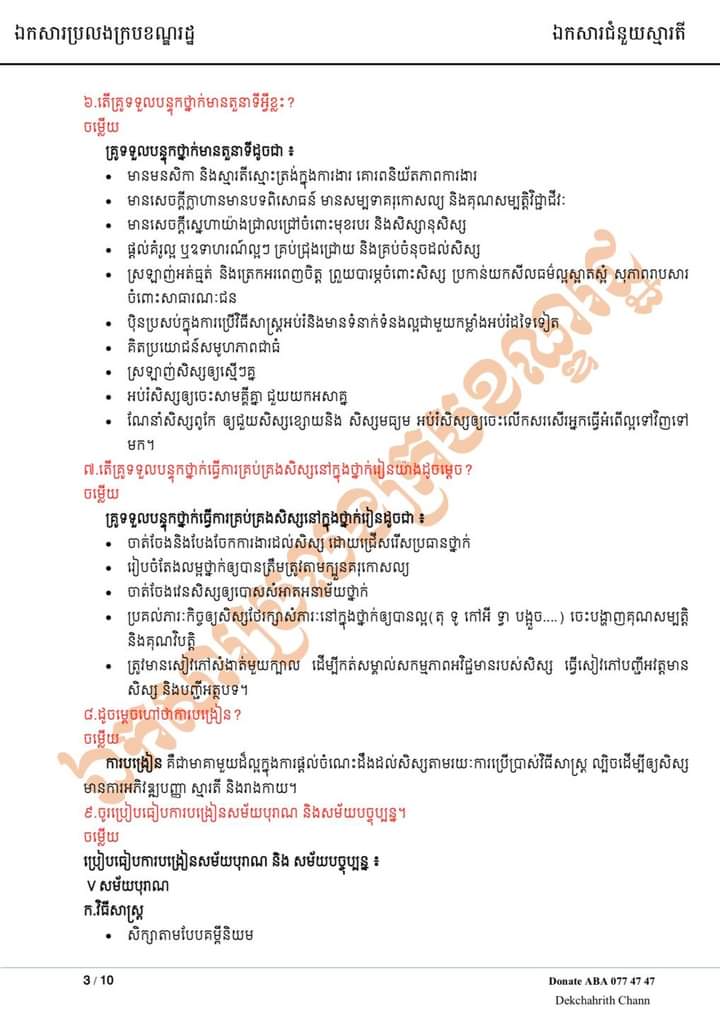 ឯកសារប្រលងក្របខណ្ឌរដ្ឋ
ឯកសារជំនួយស្មារតី
៦.តើគ្រូទទួលបន្ទុកថ្នាក់មានតួនាទីអ្វីខ្លះ?
ចម្លើយ
គ្រូទទួលបន្ទុកថ្នាក់មានតួនាទីដូចជា ៖
• មានមនសិកា និងស្មារតីស្មោះត្រង់ក្នុងការងារ គោរពនិយ័តភាពការងារ
• មានសេចក្តីក្លាហានមានបទពិសោធន៍ មានសម្បទាគរុកោសល្យ និងគុណសម្បត្តិវិជ្ជាជីវៈ
• មានសេចក្តីស្នេហាយ៉ាងជ្រាលជ្រៅចំពោះមុខរបរ និងសិស្សានុសិស្ស
• ផ្តល់គំរូល្អ ឬឧទាហរណ៍ល្អៗ គ្រប់ជ្រុងជ្រោយ និងគ្រប់ចំនុចដល់សិស្ស
• ស្រឡាញ់អត់ធ្មត់ និងត្រេកអរពេញចិត្ត ព្រួយបារម្ភចំពោះសិស្ស ប្រកាន់យកសីលធម៌ល្អស្អាតស្អំ សុភាពរាបសារ
ចំពោះសាធារណៈជន
• ប៉ិនប្រសប់ក្នុងការប្រើវិធីសាស្ត្រអប់រំនិងមានទំនាក់ទំនងល្អជាមួយកម្លាំងអប់រំដទៃទៀត
• គិតប្រយោជន៍សមូហភាពជាធំ
• ស្រឡាញ់សិស្សឲ្យស្មើៗគ្នា
• អប់រំសិស្សឲ្យចេះសាមគ្គីគ្នា ជួយយកអសាគ្នា
• ណែនាំសិស្សពូកែ ឲ្យជួយសិស្សខ្សោយនិង សិស្សមធ្យម អប់រំសិស្សឲ្យចេះលើកសរសើរអ្នកធ្វើអំពើល្អទៅវិញទៅ
មក។
៧.តើគ្រូទទួលបន្ទុកថ្នាក់ធ្វើការគ្រប់គ្រងសិស្សនៅក្នុងថ្នាក់រៀនយ៉ាងដូចម្តេច?
ចម្លើយ
គ្រូទទួលបន្ទុកថ្នាក់ធ្វើការគ្រប់គ្រងសិស្សនៅក្នុងថ្នាក់រៀនដូចជា ៖
• ចាត់ចែងនិងបែងចែកការងារដល់សិស្ស ដោយជ្រើសរើសប្រធានថ្នាក់
• រៀបចំតែងលម្អថ្នាក់ឲ្យបានត្រឹមត្រូវតាមក្បួនគរុកោសល្យ
• ចាត់ចែងវេនសិស្សឲ្យបោសសំអាតអនាម័យថ្នាក់
• ប្រគល់ភារៈកិច្ចឲ្យសិស្សថែរក្សាសំភារៈនៅក្នុងថ្នាក់ឲ្យបានល្អ(តុ ទូ កៅអី ទ្វា បង្អួច....) ចេះបង្ហាញគុណសម្បត្តិ
និងគុណវិបត្តិ
• ត្រូវមានសៀវភៅសំងាត់មួយក្បាល ដើម្បីកត់សម្គាល់សកម្មភាពអវិជ្ជមានរបស់សិស្ស ធ្វើសៀវភៅបញ្ជីអវត្តមាន
សិស្ស និងបញ្ជីអត្តបទ។
៨.ដូចម្តេចហៅថាការបង្រៀន?
ចម្លើយ
ការបង្រៀន គឺជាមាគាមួយដ៏ល្អក្នុងការផ្តល់ចំណេះដឹងដល់សិស្សតាមរយៈការប្រើប្រាស់វិធីសាស្ត្រ ល្បិចដើម្បីឲ្យសិស្ស
មានការអភិវឌ្ឍបញ្ញា ស្មារតី និងរាងកាយ។
៩.ចូរប្រៀបធៀបការបង្រៀនសម័យបុរាណ និងសម័យបច្ចុប្បន្ន។
ចម្លើយ
ប្រៀបធៀបការបង្រៀនសម័យបុរាណ និង សម័យបច្ចុប្បន្ន ៖
V សម័យបុរាណ
ក.វិធីសាស្ត្រ
• សិក្សាតាមបែបគម្ពីនិយម
ឯកសារប្រលងក្របខណ្ឌរដ្ឋ
3 / 10
Donate ABA 077 47 47
Dekchahrith Chann